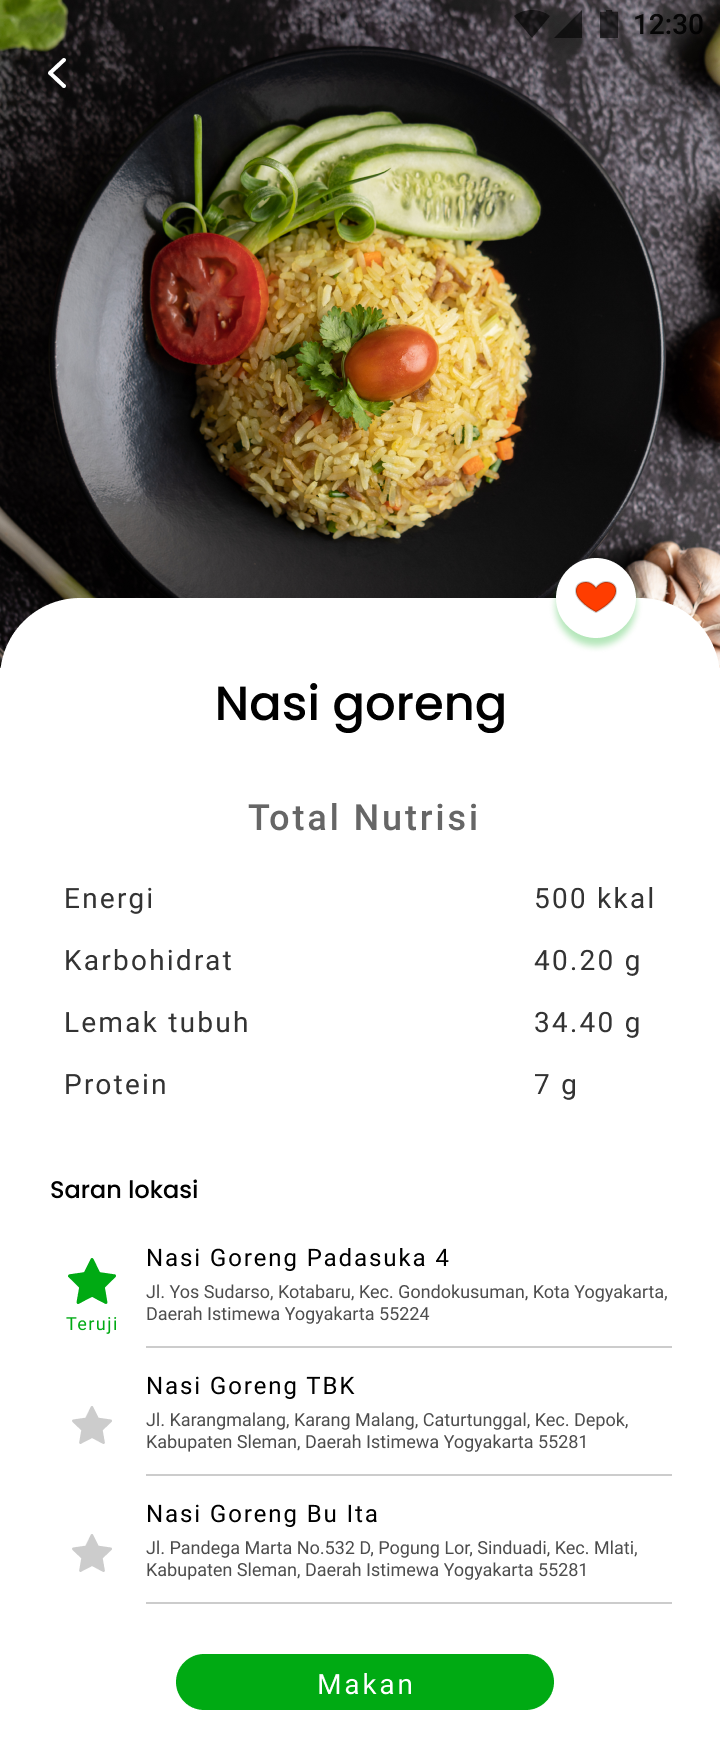 12:30
Nasi goreng
Total Nutrisi
Energi 500 kkal
Karbohidrat 40.20 g
Lemak tubuh 34.40 g
Protein 7 g
Saran lokasi
Nasi Goreng Padasuka 4
Jl. Yos Sudarso, Kotabaru, Kec. Gondokusuman, Kota Yogyakarta,
Daerah Istimewa Yogyakarta 55224
Teruji
Nasi Goreng TBK
Jl. Karangmalang, Karang Malang, Caturtunggal, Kec. Depok,
Kabupaten Sleman, Daerah Istimewa Yogyakarta 55281
Nasi Goreng Bu Ita
Jl. Pandega Marta No.532 D, Pogung Lor, Sinduadi, Kec. Mlati,
Kabupaten Sleman, Daerah Istimewa Yogyakarta 55281
Makan